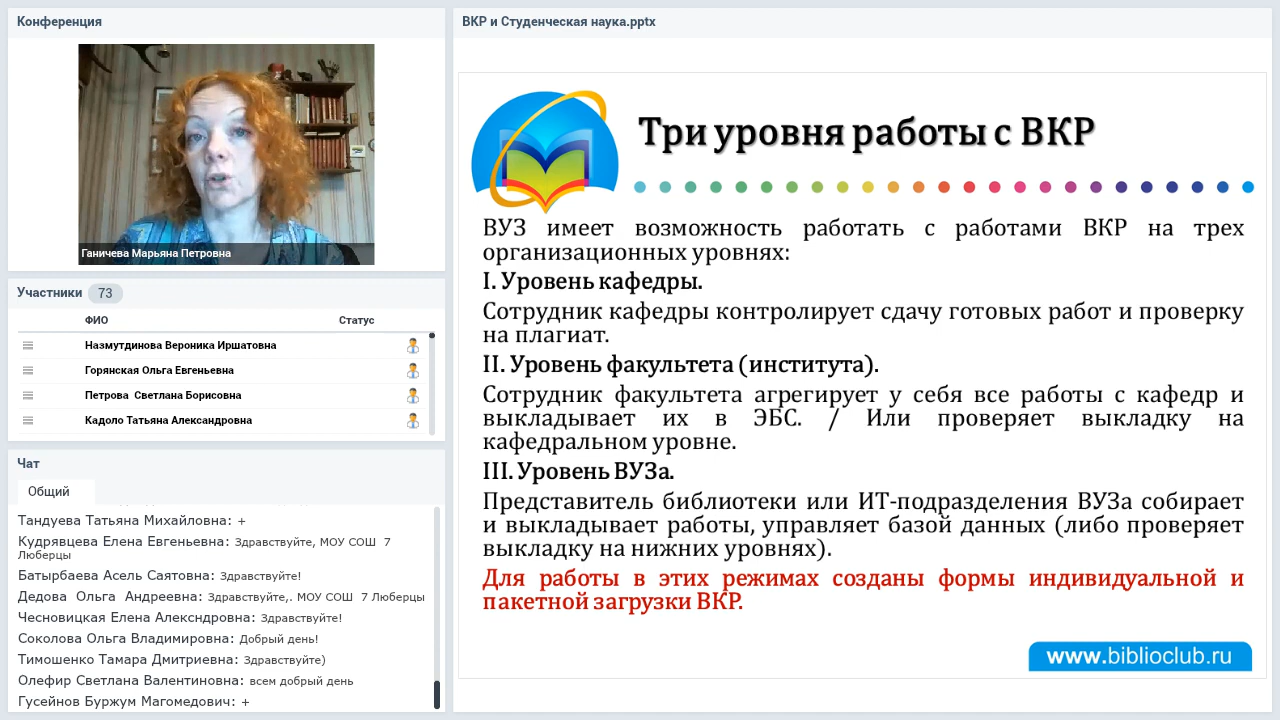 Конференция
Ганичева Марьяна Петровна
Участники 73
ФИО Статус
Назмутдинова Вероника Иршатовна
Горянская Ольга Евгеньевна
Петрова Светлана Борисовна
Кадоло Татьяна Александровна
Чат
Общий
Тандуева Татьяна Михайловна: +
Кудрявцева Елена Евгеньевна: Здравствуйте, МОУ СОШ 7
Люберцы
Батырбаева Асель Саятовна: Здравствуйте!
Дедова Ольга Андреевна: Здравствуйте,. МОУ СОШ 7 Люберцы
Чесновицкая Елена Алекснdровна: Здравствуйте!
Соколова Ольга Владимировна: Добрый день!
Тимошенко Тамара Дмитриевна: Здравствуйте)
Олефир Светлана Валентиновна: всем добрый день
Гусейнов Буржум Магомедович: +
ВКР и Студенческая наука.pptx
Три уровня работы с ВКР
ВУЗ имеет возможность работать с работами ВКР на трех
организационных уровнях:
I. Уровень кафедры.
Сотрудник кафедры контролирует сдачу готовых работ и проверку
на плагиат.
II. Уровень факультета (института).
Сотрудник факультета агрегирует у себя все работы с кафедр и
выкладывает их в ЭБС. / Или проверяет выкладку на
кафедральном уровне.
III. Уровень ВУЗа.
Представитель библиотеки или ИТ-подразделения ВУЗа собирает
и выкладывает работы, управляет базой данных (либо проверяет
выкладку на нижних уровнях).
Для работы в этих режимах созданы формы индивидуальной и
пакетной загрузки ВКР.
www.biblioclub.ru